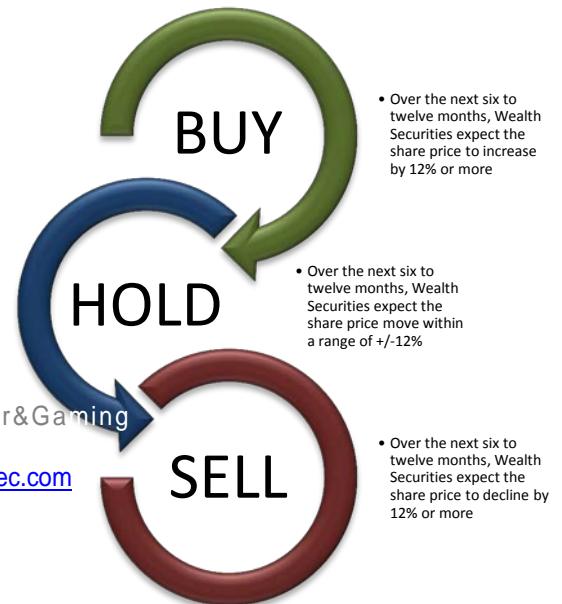 BUY
• Over the next six to
twelve months, Wealth
Securities expect the
share price to increase
by 12% or more
HOLD
• Over the next six to
twelve months, Wealth
Securities expect the
share price move within
a range of +/-12%
r&Gaming
ec.com
SELL
• Over the next six to
twelve months, Wealth
Securities expect the
share price to decline by
12% or more